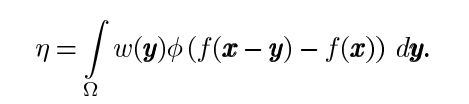 η = ∫_Ω w(𝒚)ϕ(f(𝒙 − 𝒚) − f(𝒙)) d𝒚.